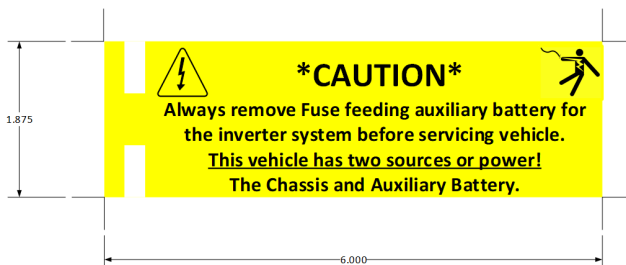 *CAUTION*
1.875
Always remove Fuse feeding auxiliary battery for
the inverter system before servicing vehicle.
This vehicle has two sources or power!
The Chassis and Auxiliary Battery.
6.000